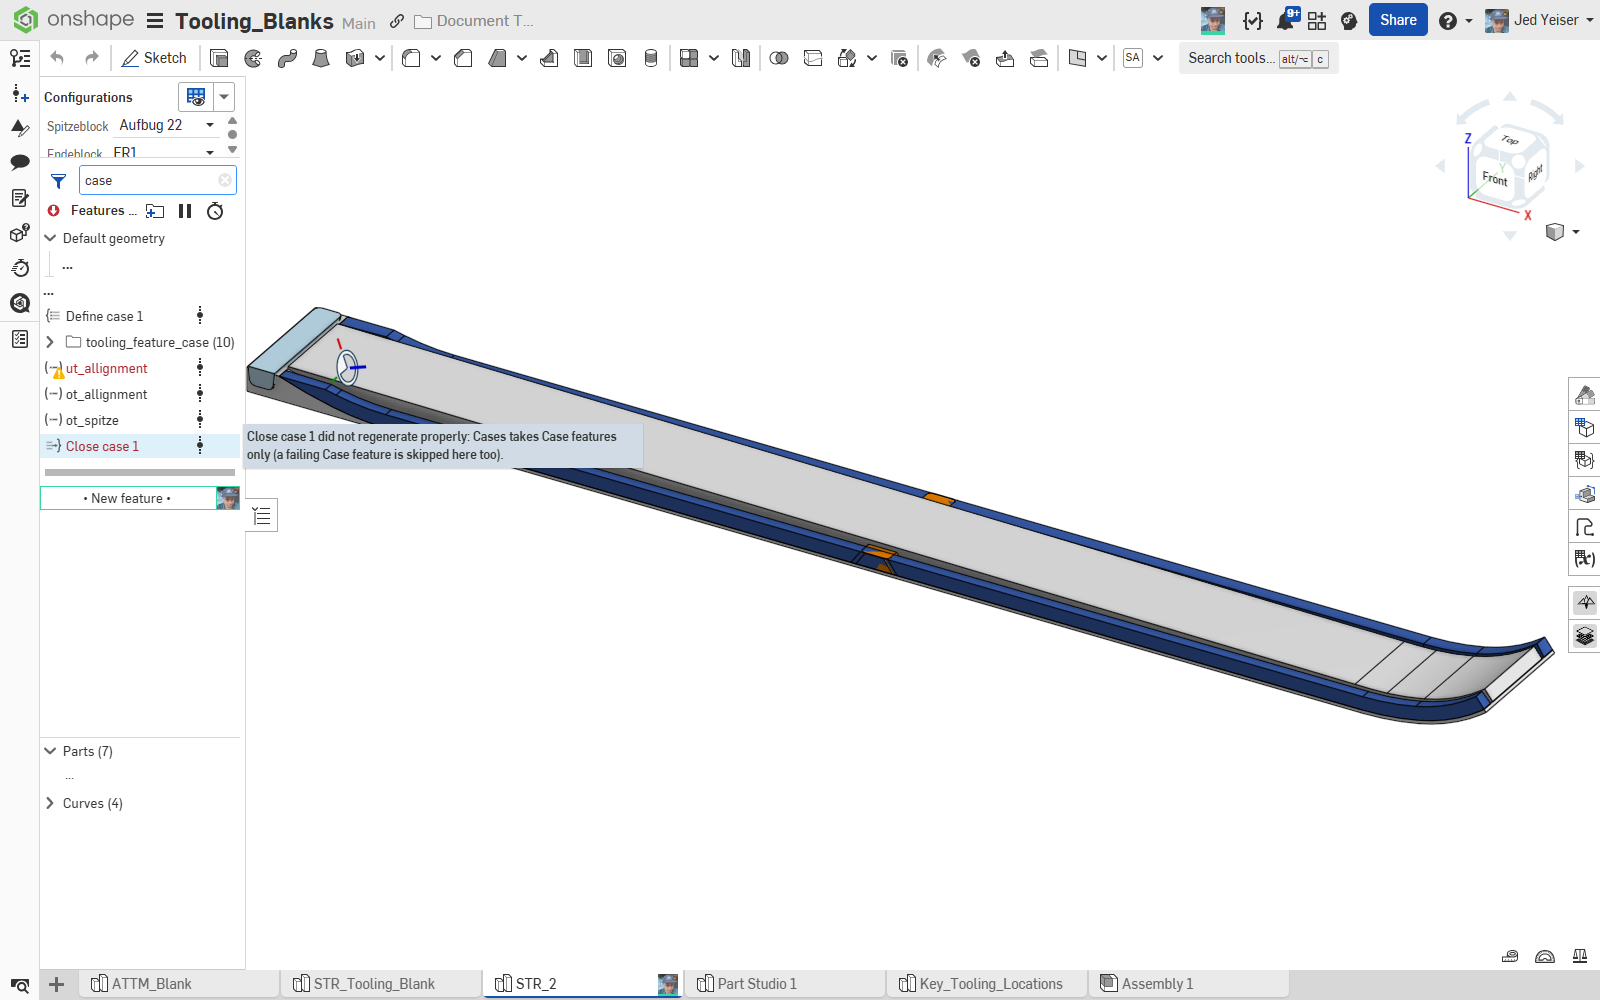 onshape
Tooling_Blanks Main Document T...
9+
Share
Jed Yeiser
Sketch
SA
Search tools... alt/⌥ c
Configurations
Spitzeblock Aufbug 22
Endeblock ER1
case
Features ...
Default geometry
...
...
Define case 1
tooling_feature_case (10)
ut_allignment
ot_allignment
ot_spitze
Close case 1
Close case 1 did not regenerate properly: Cases takes Case features
only (a failing Case feature is skipped here too).
• New feature •
Parts (7)
...
Curves (4)
Top
Front
Right
Z
Y
X
ATTM_Blank
STR_Tooling_Blank
STR_2
Part Studio 1
Key_Tooling_Locations
Assembly 1